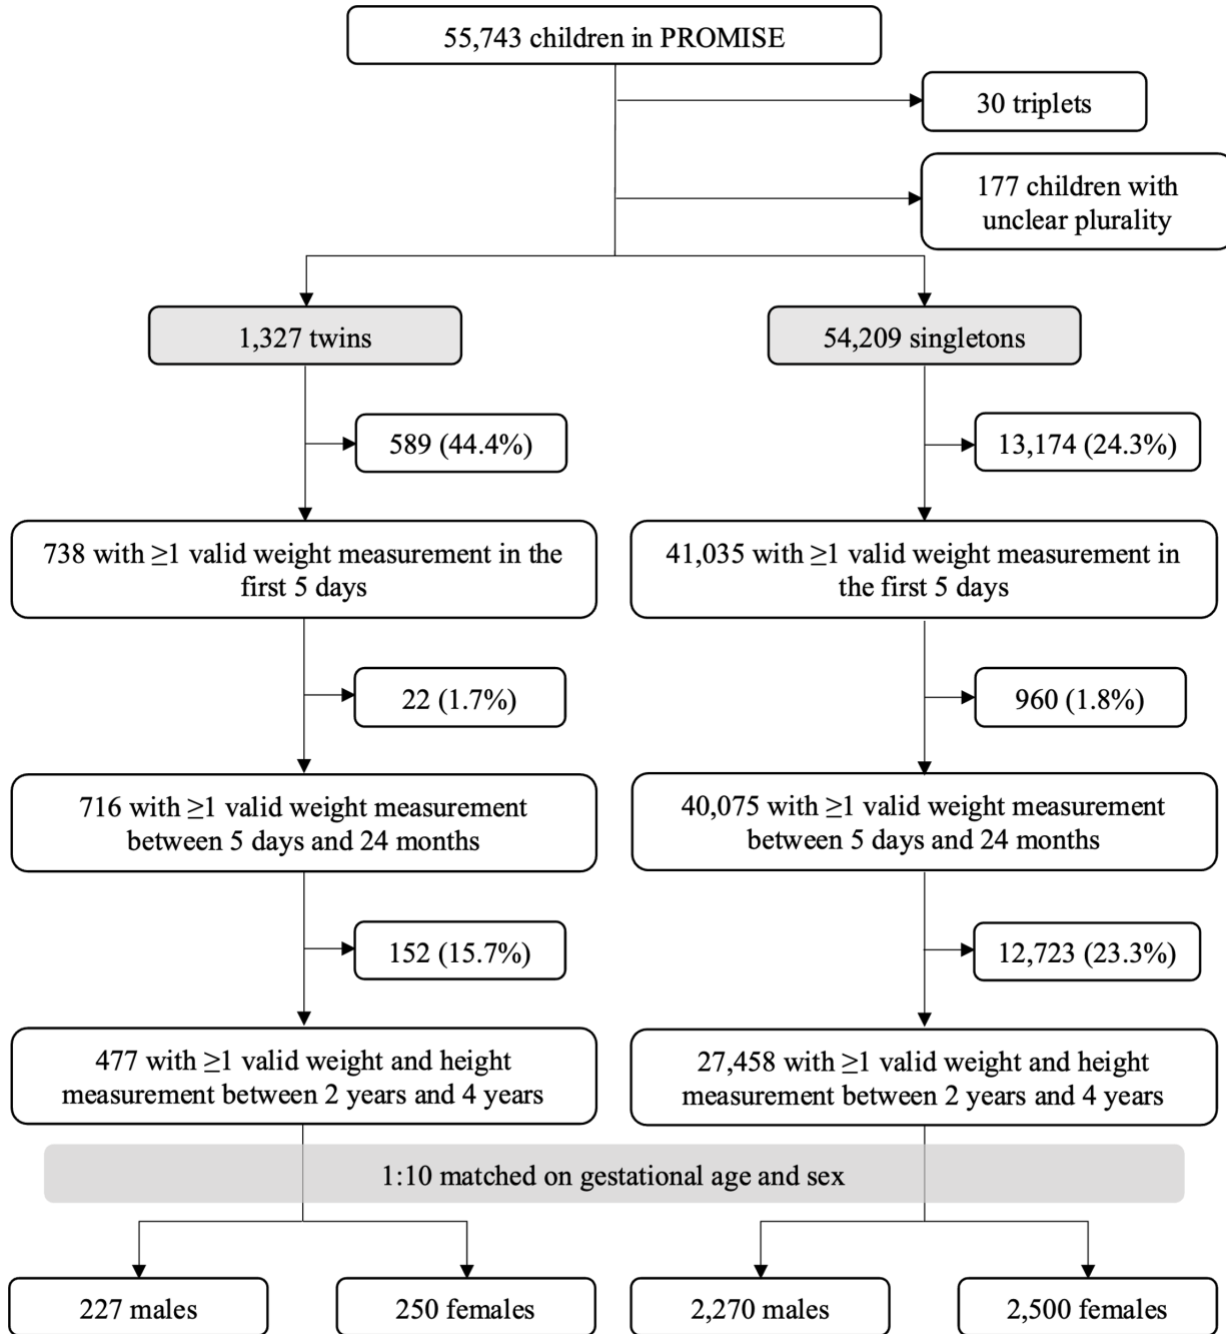 55,743 children in PROMISE
30 triplets
177 children with
unclear plurality
1,327 twins
54,209 singletons
589 (44.4%)
13,174 (24.3%)
738 with ≥1 valid weight measurement in the
first 5 days
41,035 with ≥1 valid weight measurement in
the first 5 days
22 (1.7%)
960 (1.8%)
716 with ≥1 valid weight measurement
between 5 days and 24 months
40,075 with ≥1 valid weight measurement
between 5 days and 24 months
152 (15.7%)
12,723 (23.3%)
477 with ≥1 valid weight and height
measurement between 2 years and 4 years
27,458 with ≥1 valid weight and height
measurement between 2 years and 4 years
1:10 matched on gestational age and sex
227 males
250 females
2,270 males
2,500 females